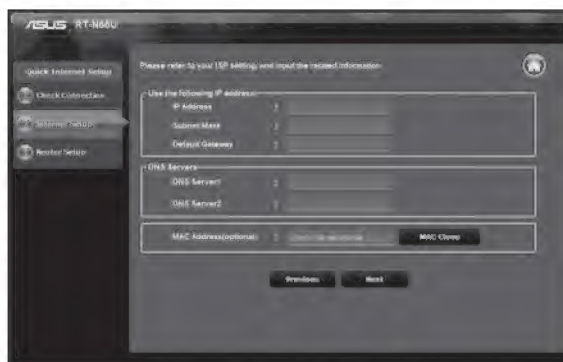 ASUS RT-N66U
Quick Internet Setup
Check Connection
Internet Setup
Router Setup
Please refer to your ISP setting, and input the related information.
Use the following IP address:
IP Address :
Subnet Mask :
Default Gateway :
DNS Servers
DNS Server1 :
DNS Server2 :
MAC Address(optional) :
MAC Clone
Previous
Next